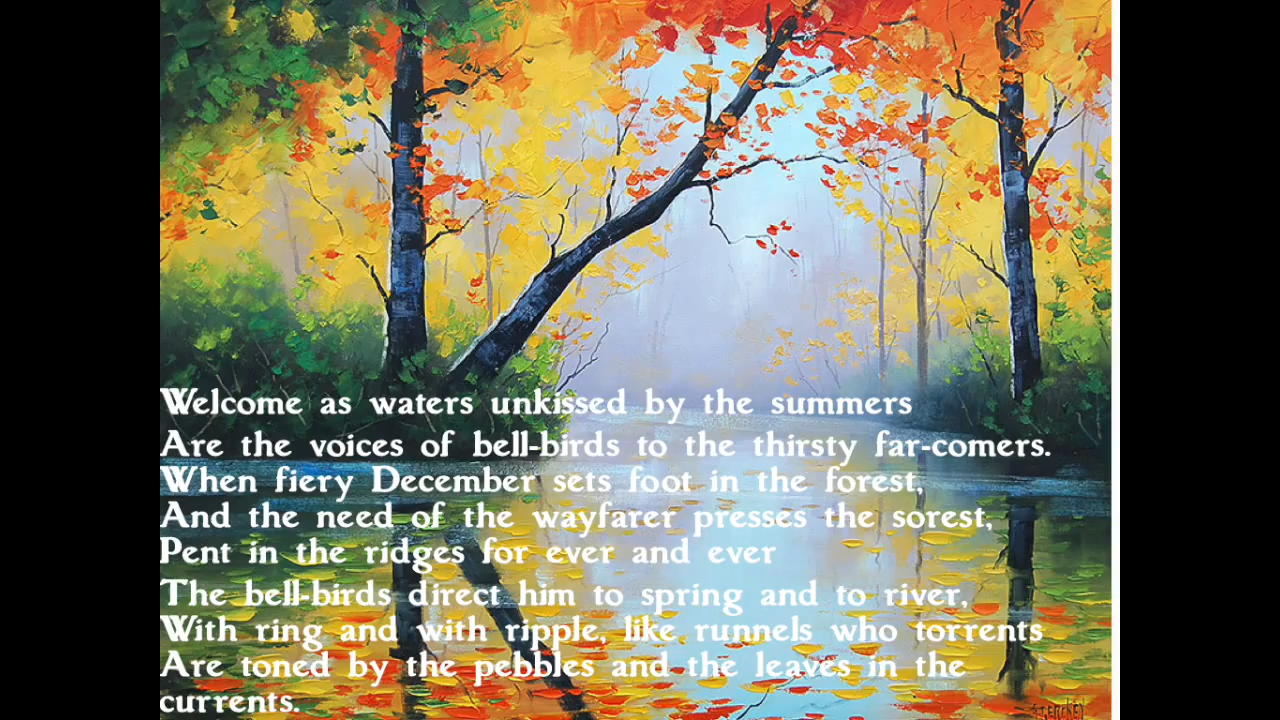 Welcome as waters unkissed by the summers
Are the voices of bell-birds to the thirsty far-comers.
When fiery December sets foot in the forest,
And the need of the wayfarer presses the sorest,
Pent in the ridges for ever and ever
The bell-birds direct him to spring and to river,
With ring and with ripple, like runnels who torrents
Are toned by the pebbles and the leaves in the
currents.